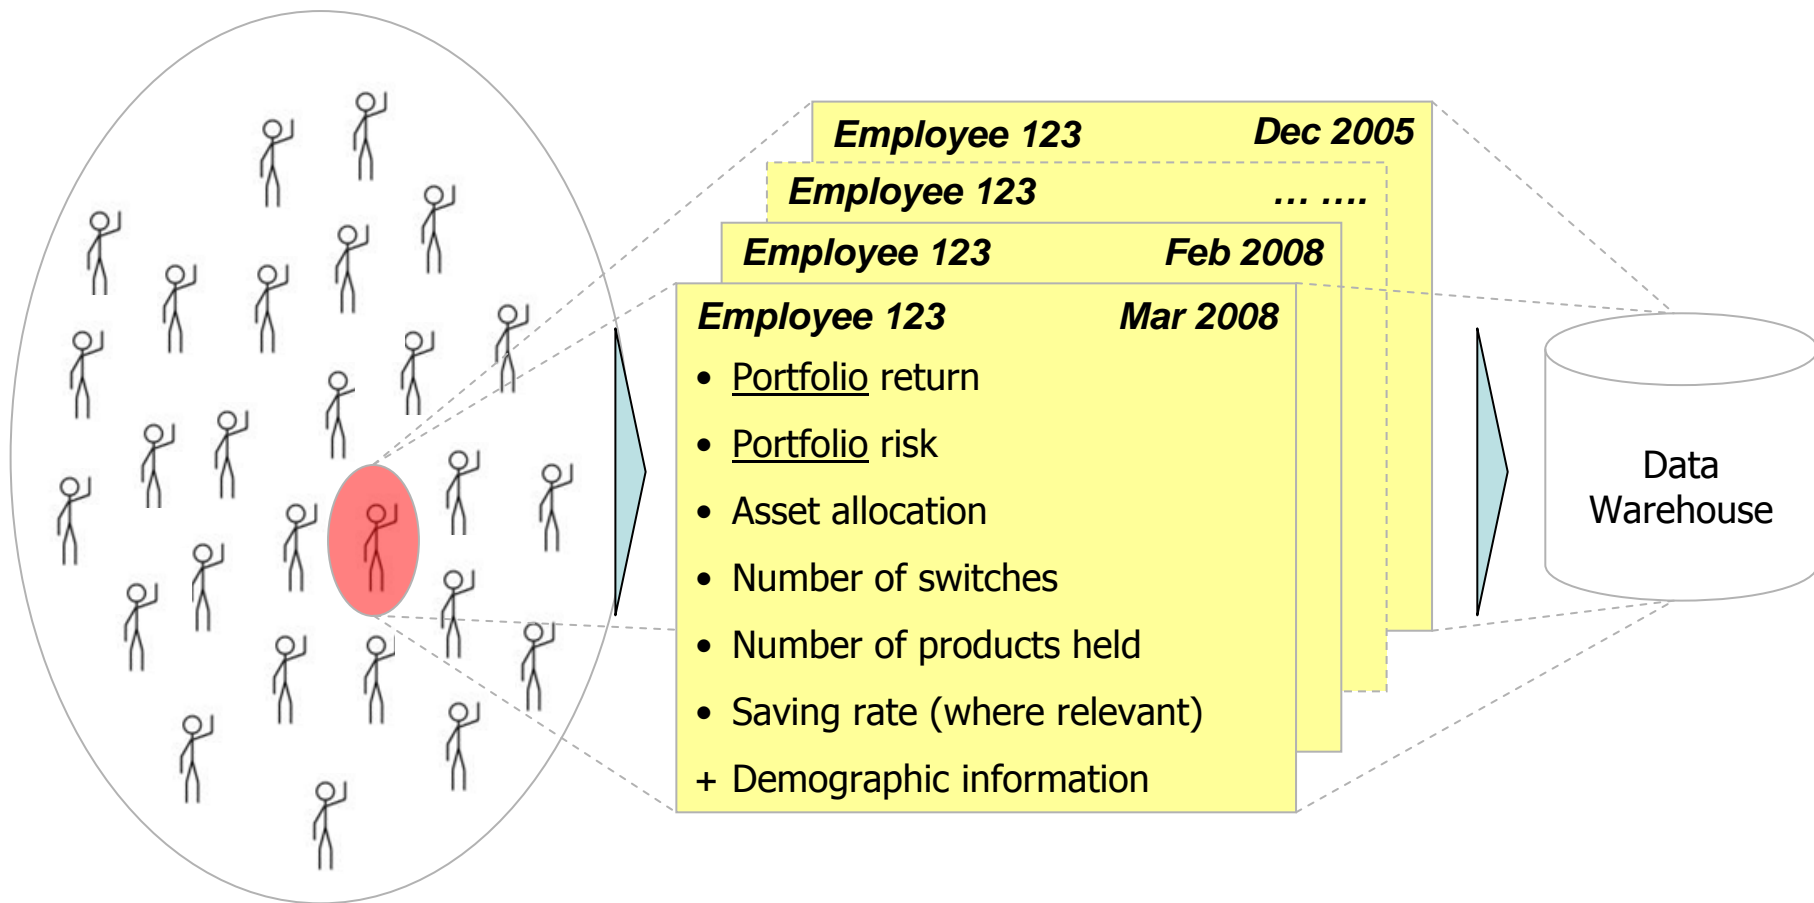 Employee 123 Dec 2005
Employee 123 ... ....
Employee 123 Feb 2008
Employee 123 Mar 2008
• Portfolio return
• Portfolio risk
• Asset allocation
• Number of switches
• Number of products held
• Saving rate (where relevant)
+ Demographic information
Data
Warehouse